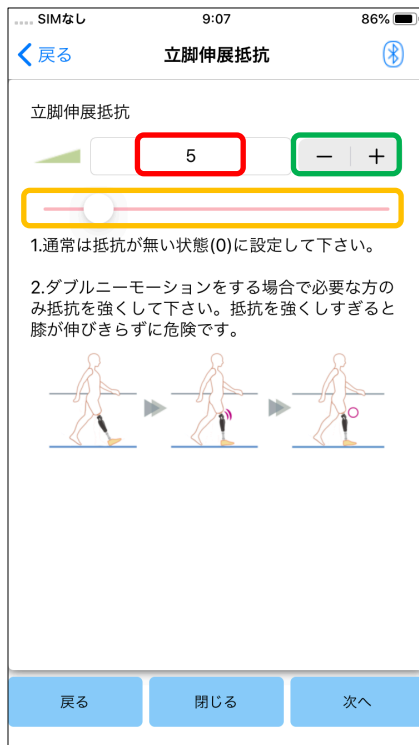 SIMなし 9:07 86%
戻る 立脚伸展抵抗
立脚伸展抵抗
5 − +
1.通常は抵抗が無い状態(0)に設定して下さい。
2.ダブルニーモーションをする場合で必要な方の
み抵抗を強くして下さい。抵抗を強くしすぎると
膝が伸びきらずに危険です。
戻る 閉じる 次へ